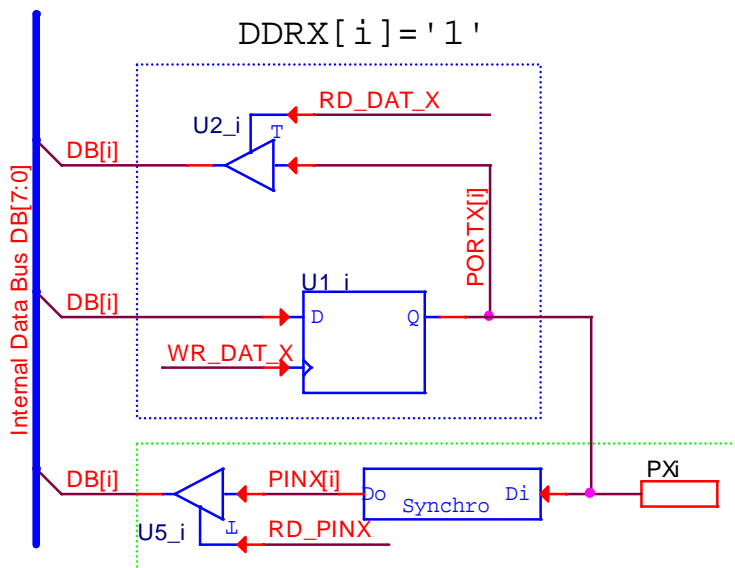 DDRX[i]='1'
RD_DAT_X
U2_i
T
DB[i]
PORTX[i]
Internal Data Bus DB[7:0]
U1_i
DB[i]
D
Q
WR_DAT_X
PXi
DB[i]
PINX[i]
Do
Synchro
Di
U5_i
T
RD_PINX